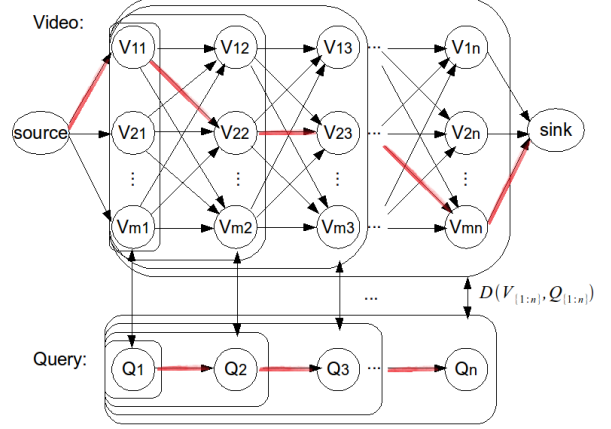 Video:
V11 V12 V13 ... V1n
source V21 V22 V23 ... V2n sink
⋮ ⋮ ⋮ ⋮
Vm1 Vm2 Vm3 ... Vmn
... D(V{1:n},Q{1:n})
Query:
Q1 Q2 Q3 ... Qn